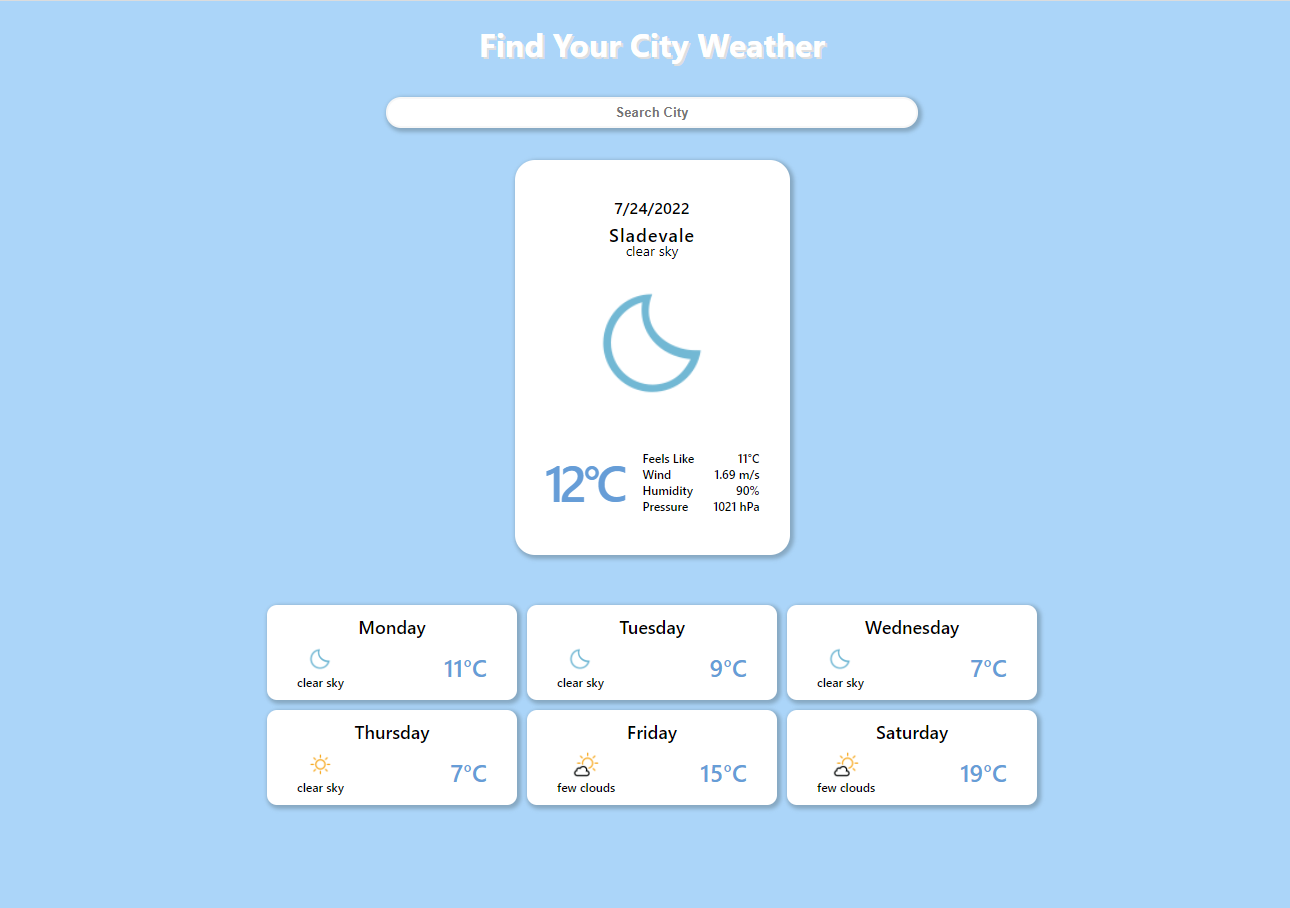 Find Your City Weather
Search City
7/24/2022
Sladevale
clear sky
12°C
Feels Like 11°C
Wind 1.69 m/s
Humidity 90%
Pressure 1021 hPa
Monday
clear sky
11°C
Tuesday
clear sky
9°C
Wednesday
clear sky
7°C
Thursday
clear sky
7°C
Friday
few clouds
15°C
Saturday
few clouds
19°C